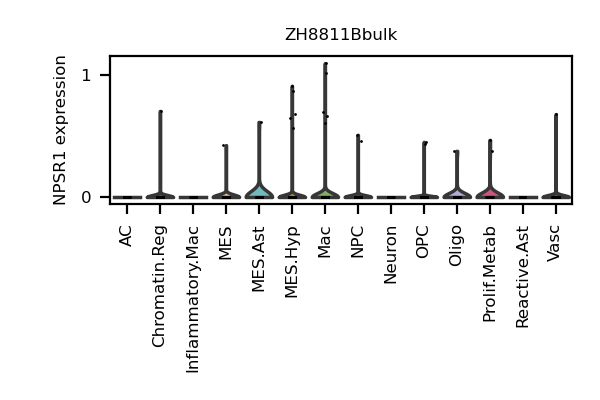 ZH8811Bbulk
NPSR1 expression
1
0
AC
Chromatin.Reg
Inflammatory.Mac
MES
MES.Ast
MES.Hyp
Mac
NPC
Neuron
OPC
Oligo
Prolif.Metab
Reactive.Ast
Vasc